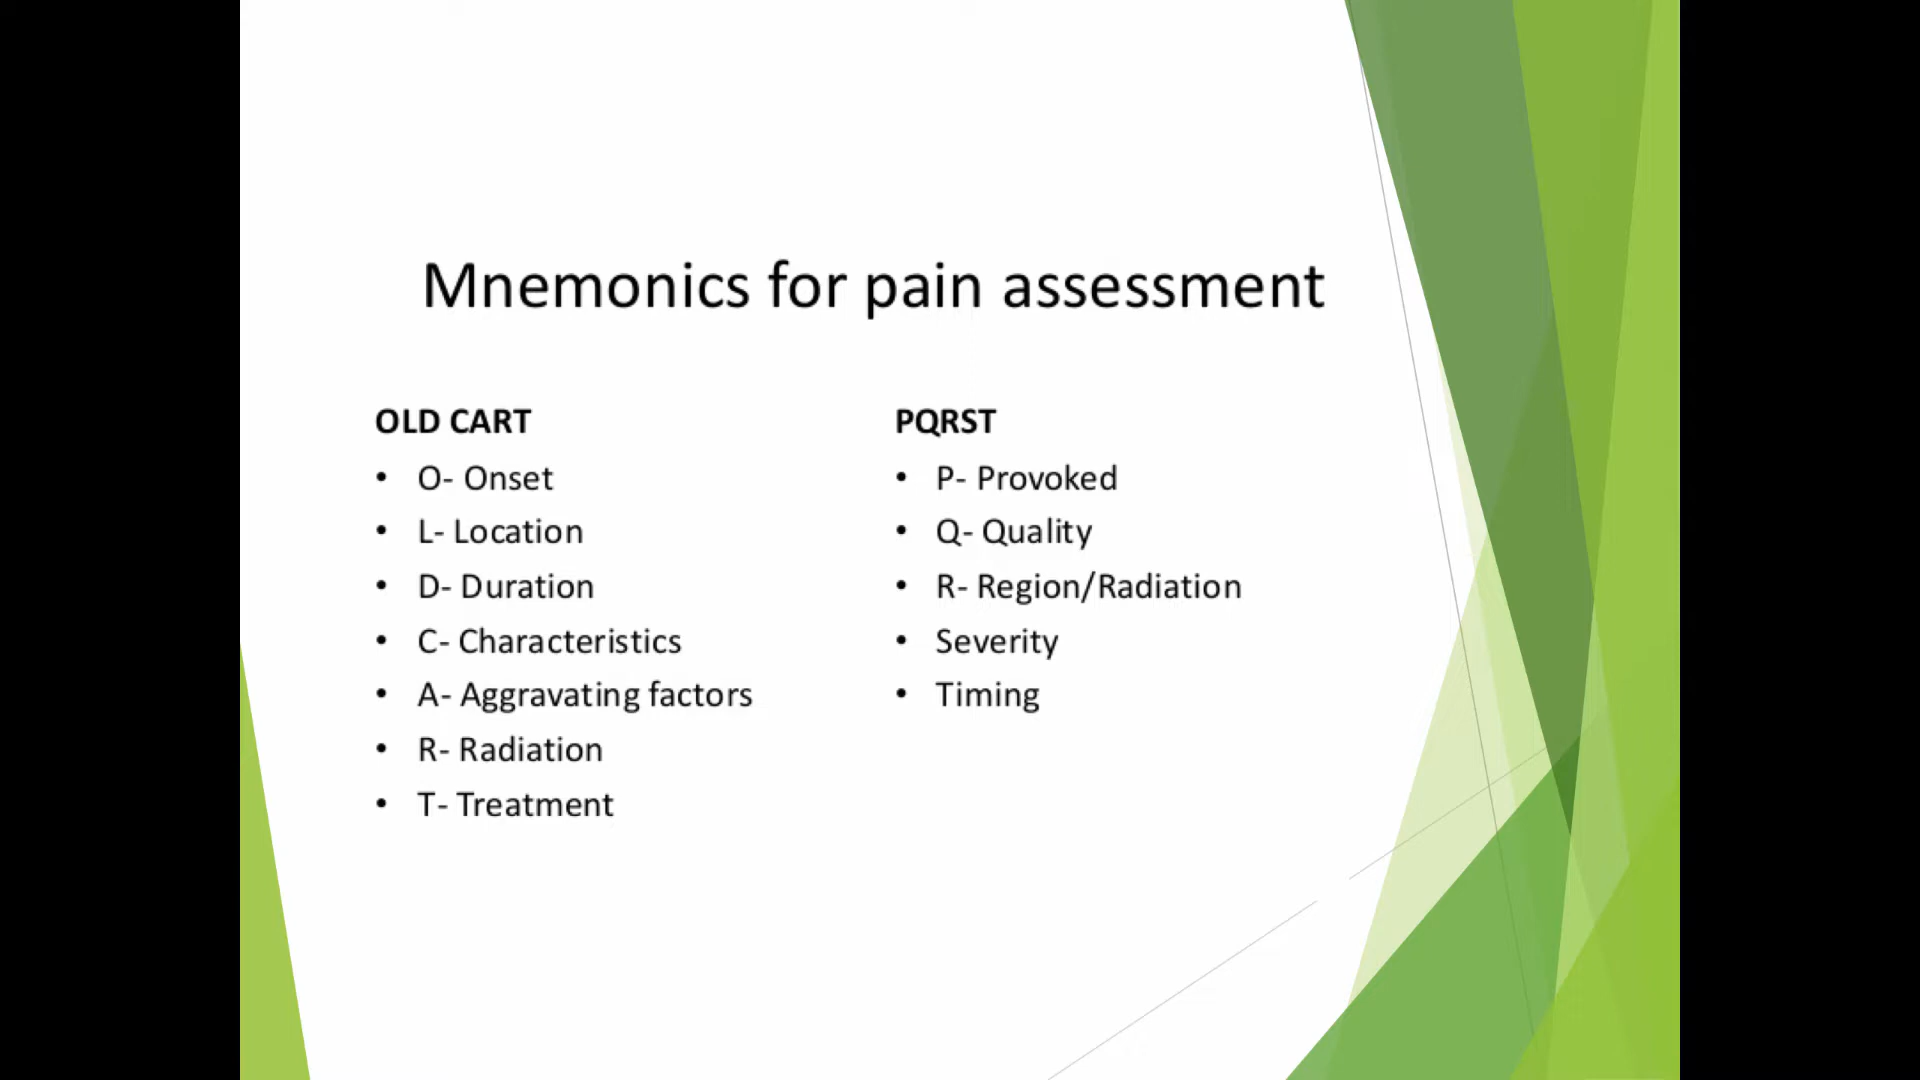 Mnemonics for pain assessment
OLD CART
• O- Onset
• L- Location
• D- Duration
• C- Characteristics
• A- Aggravating factors
• R- Radiation
• T- Treatment
PQRST
• P- Provoked
• Q- Quality
• R- Region/Radiation
• Severity
• Timing